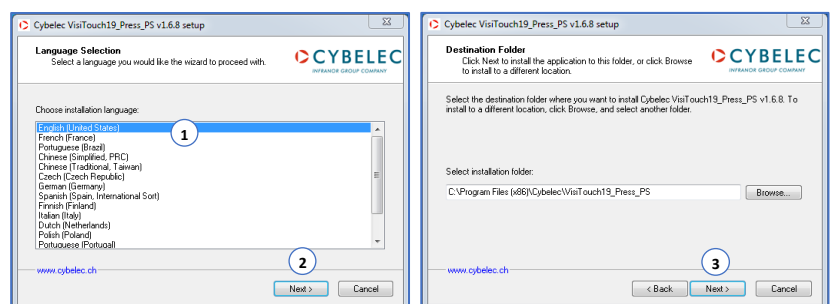 Cybelec VisiTouch19_Press_PS v1.6.8 setup
Language Selection
Select a language you would like the wizard to proceed with.
CYBELEC
INFRANOR GROUP COMPANY
Choose installation language:
English (United States)
French (France)
Portuguese (Brazil)
Chinese (Simplified, PRC)
Chinese (Traditional, Taiwan)
Czech (Czech Republic)
German (Germany)
Spanish (Spain, International Sort)
Finnish (Finland)
Italian (Italy)
Dutch (Netherlands)
Polish (Poland)
Portuguese (Portugal)
1
2
www.cybelec.ch
Next >
Cancel
Cybelec VisiTouch19_Press_PS v1.6.8 setup
Destination Folder
Click Next to install the application to this folder, or click Browse
to install to a different location.
CYBELEC
INFRANOR GROUP COMPANY
Select the destination folder where you want to install Cybelec VisiTouch19_Press_PS v1.6.8. To
install to a different location, click Browse, and select another folder.
Select installation folder:
C:\Program Files (x86)\Cybelec\VisiTouch19_Press_PS
Browse...
3
www.cybelec.ch
< Back
Next >
Cancel